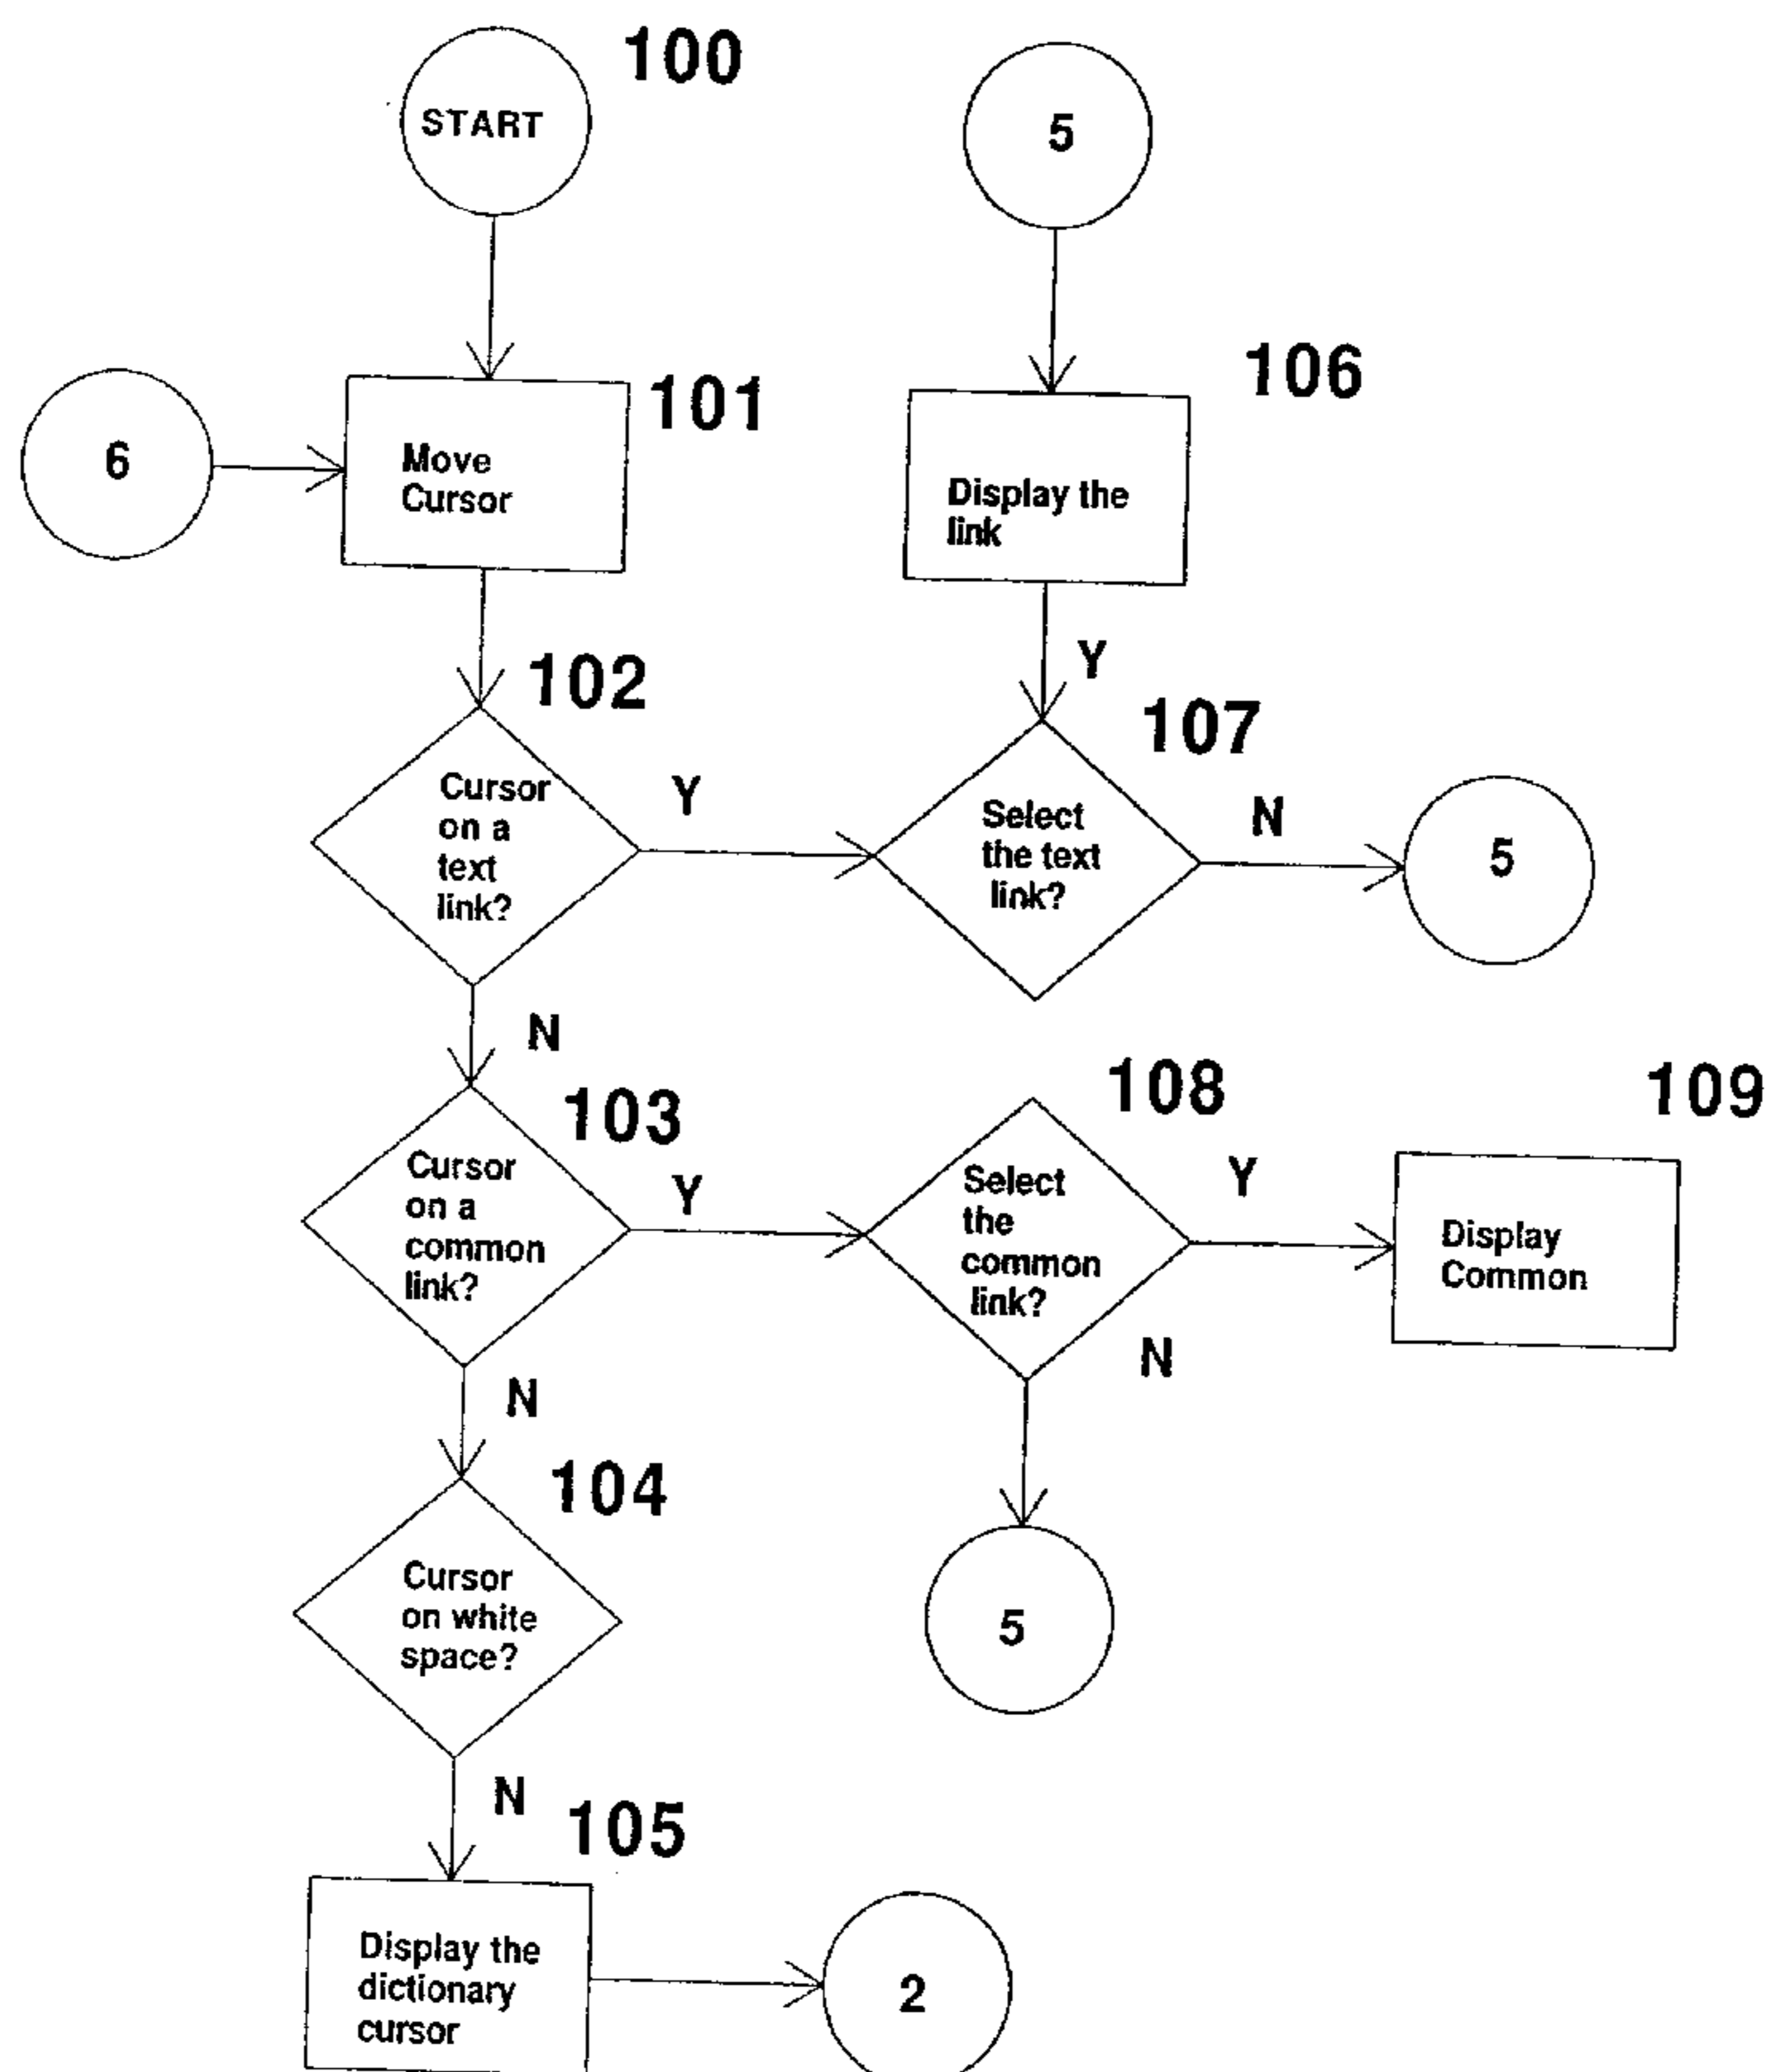 START
100
5
6
Move
Cursor
101
Display the
link
106
Y
102
Cursor
on a
text
link?
Y
107
Select
the text
link?
N
5
N
103
Cursor
on a
common
link?
Y
108
Select
the
common
link?
Y
109
Display
Common
N
5
N
104
Cursor
on white
space?
N
105
Display the
dictionary
cursor
2